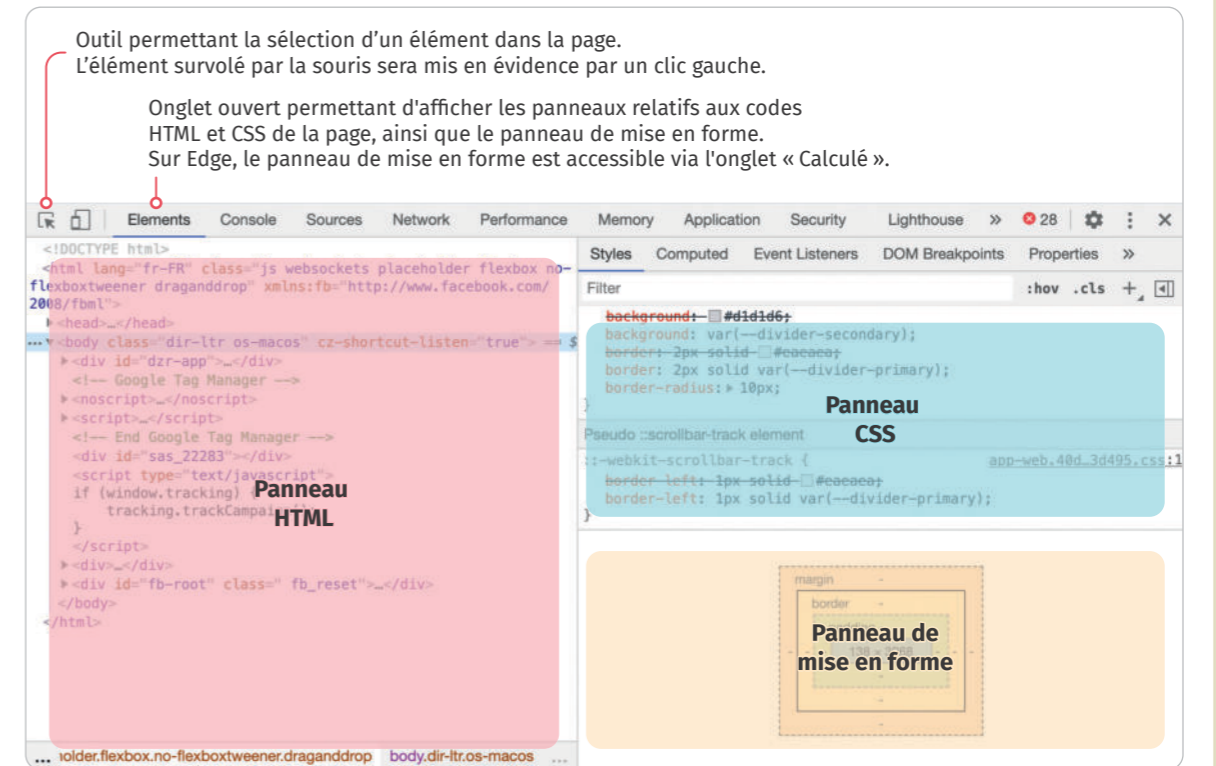 Outil permettant la sélection d’un élément dans la page.
L’élément survolé par la souris sera mis en évidence par un clic gauche.
Onglet ouvert permettant d'afficher les panneaux relatifs aux codes
HTML et CSS de la page, ainsi que le panneau de mise en forme.
Sur Edge, le panneau de mise en forme est accessible via l'onglet « Calculé ».
Elements Console Sources Network Performance Memory Application Security Lighthouse » 28
<!DOCTYPE html>
<html lang="fr-FR" class="js websockets placeholder flexbox no-
flexboxtweener draganddrop" xmlns:fb="http://www.facebook.com/
2008/fbml">
<head>…</head>
<body class="dir-ltr os-macos" cz-shortcut-listen="true"> == $
<div id="dzr-app">…</div>
<!-- Google Tag Manager -->
<noscript>…</noscript>
<script>…</script>
<!-- End Google Tag Manager -->
<div id="sas_22283"></div>
<script type="text/javascript">
if (window.tracking) {
tracking.trackCampaign
}
</script>
<div>…</div>
<div id="fb-root" class=" fb_reset">…</div>
</body>
</html>
Panneau
HTML
... older.flexbox.no-flexboxtweener.draganddrop body.dir-ltr.os-macos ...
Styles Computed Event Listeners DOM Breakpoints Properties »
Filter :hov .cls +
background: #d1d1d6;
background: var(--divider-secondary);
border: 2px solid #eaeaea;
border: 2px solid var(--divider-primary);
border-radius: 10px;
}
Panneau
CSS
Pseudo ::scrollbar-track element
::-webkit-scrollbar-track { app-web.40d…3d495.css:1
border-left: 1px solid #eaeaea;
border-left: 1px solid var(--divider-primary);
}
margin -
border -
Panneau de
mise en forme